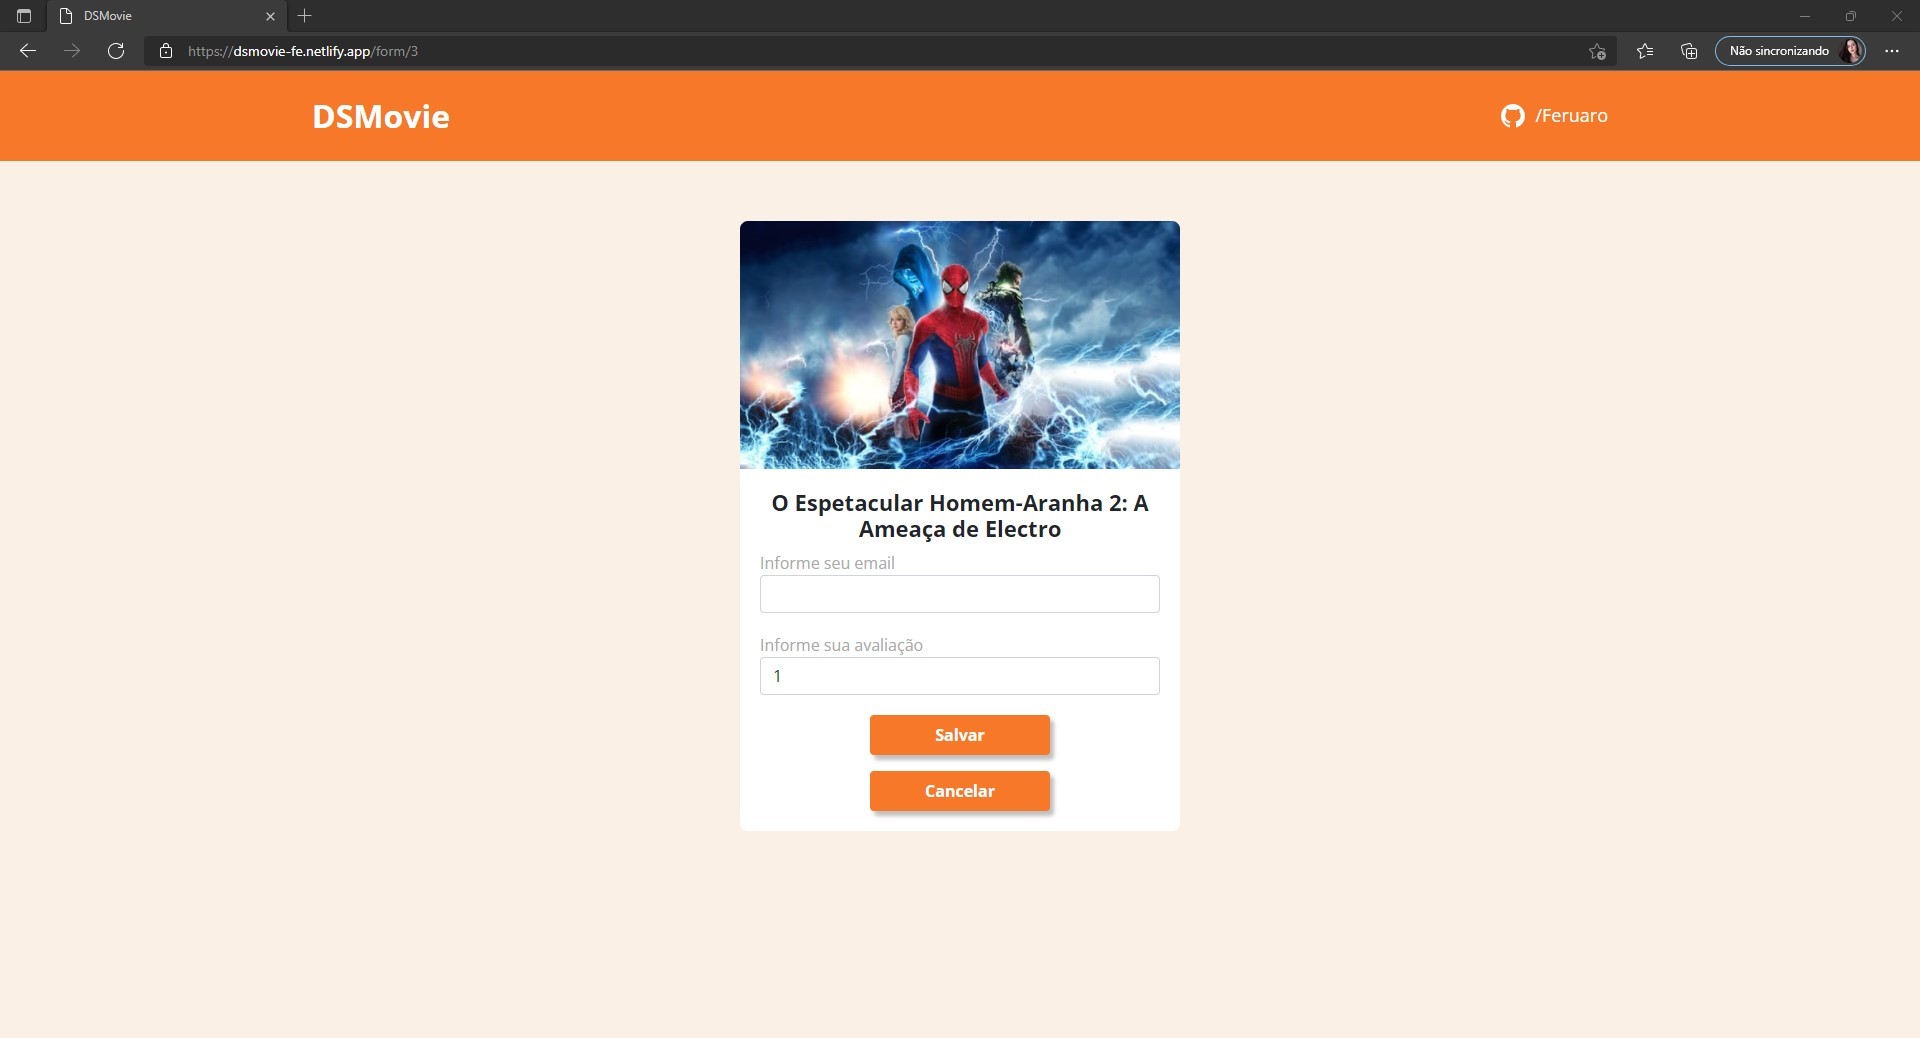 DSMovie
https://dsmovie-fe.netlify.app/form/3
Não sincronizando
DSMovie
/Feruaro
O Espetacular Homem-Aranha 2: A
Ameaça de Electro
Informe seu email
Informe sua avaliação
1
Salvar
Cancelar